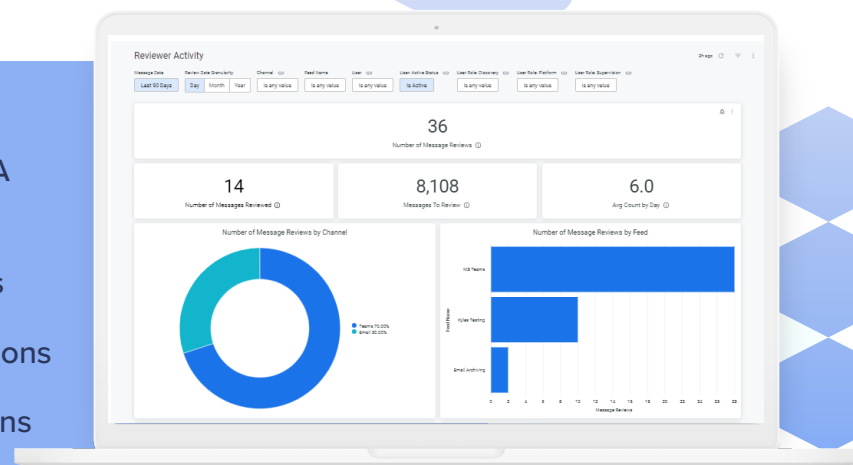 A
s
ons
ns
Reviewer Activity
2h ago
Message Date
Review Date Granularity
Channel
Feed Name
User
User Active Status
User Role: Discovery
User Role: Platform
User Role: Supervision
Last 90 Days
Day Month Year
is any value
is any value
is any value
is Active
is any value
is any value
is any value
36
Number of Message Reviews
14
Number of Messages Reviewed
8,108
Messages To Review
6.0
Avg Count by Day
Number of Message Reviews by Channel
Teams 70.00%
Email 30.00%
Number of Message Reviews by Feed
Feed Name
MS Teams
Kyles Testing
Email Archiving
0 2 4 6 8 10 12 14 16 18 20 22 24 26 28
Message Reviews